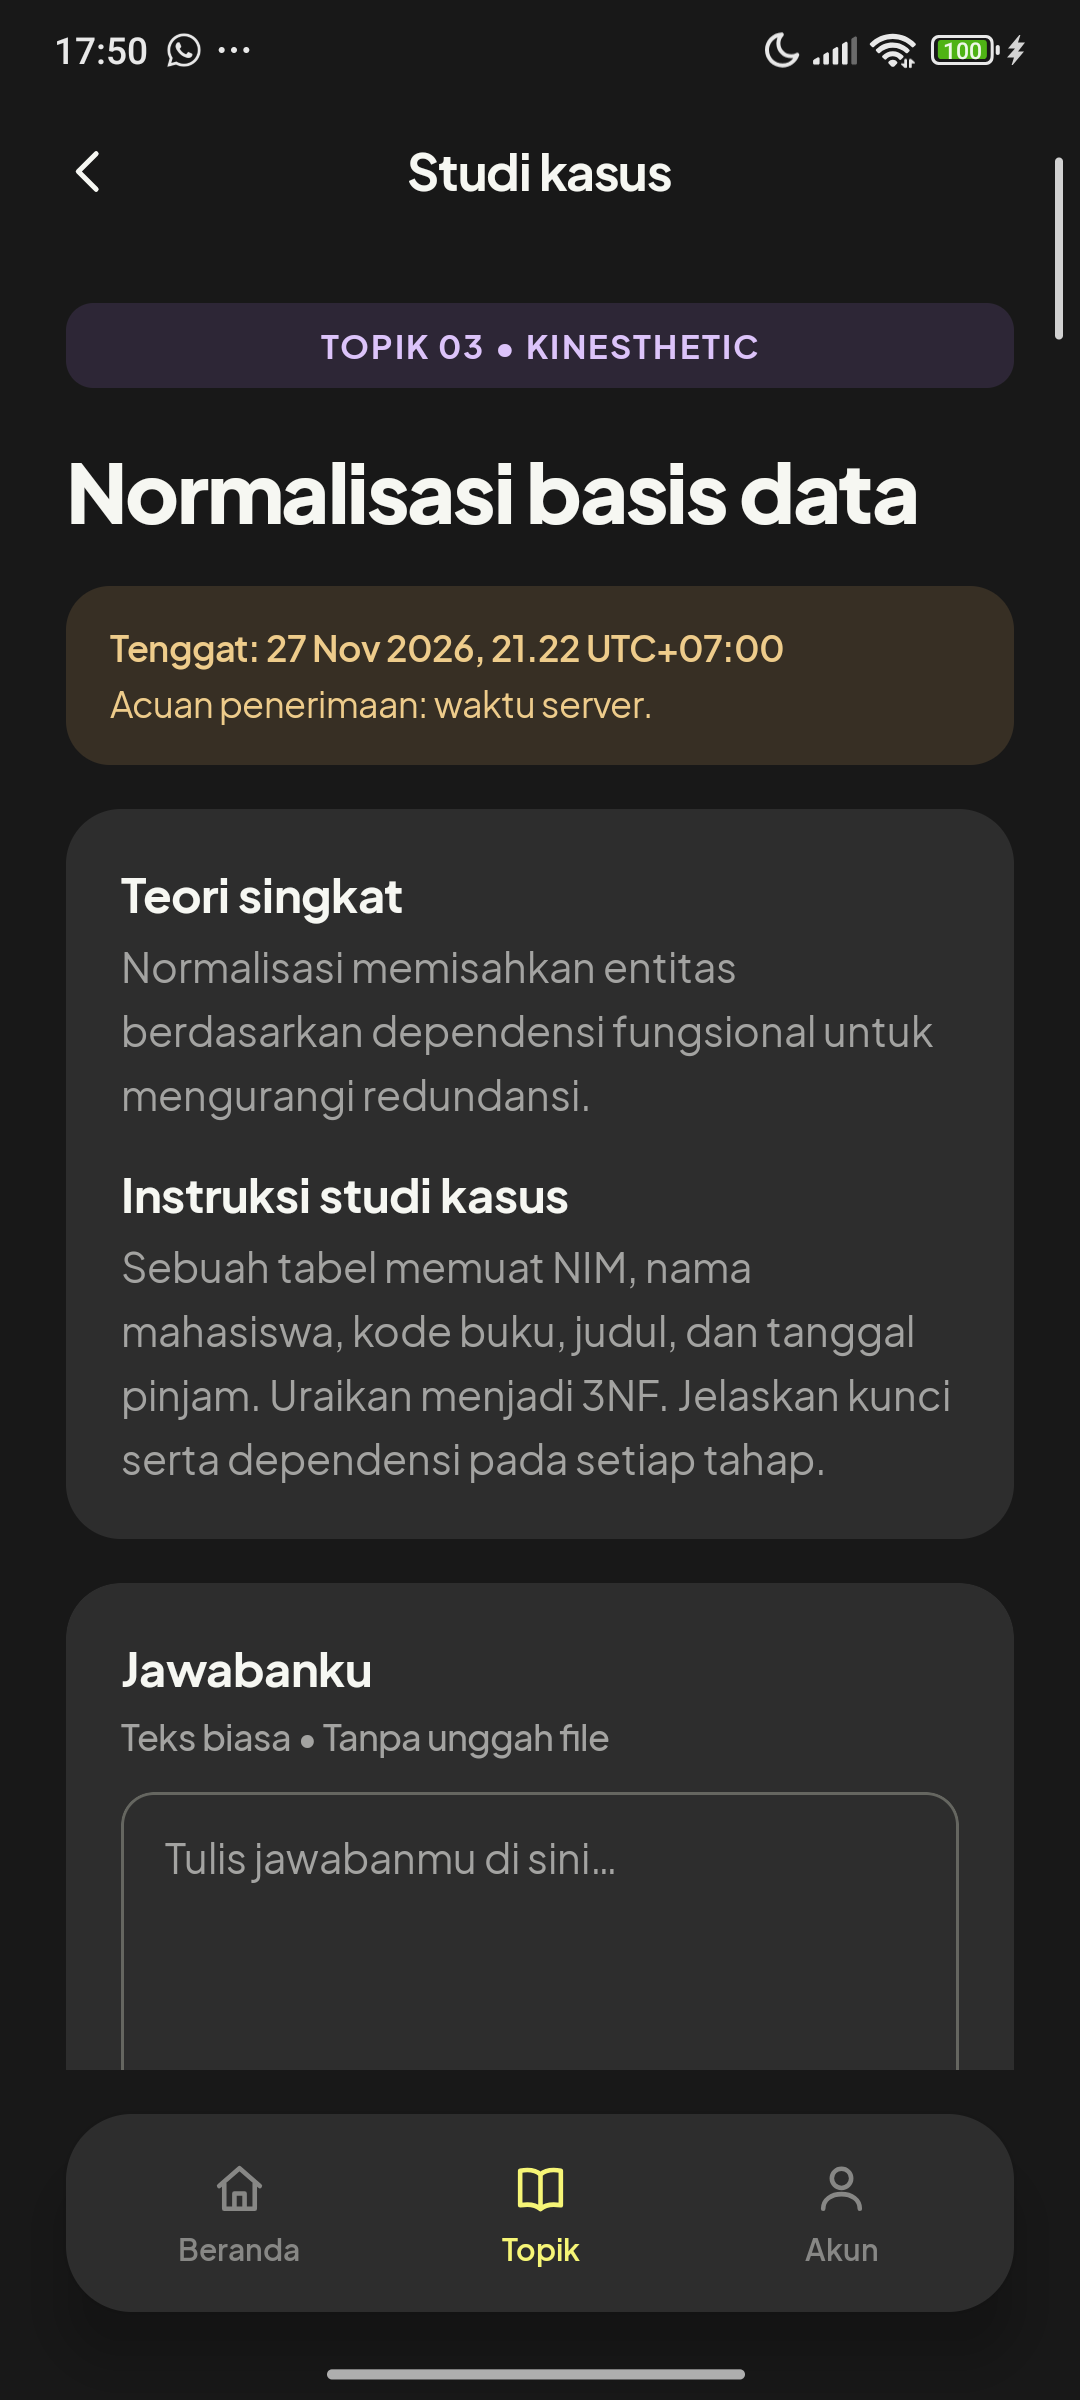 17:50
100
Studi kasus
TOPIK 03 • KINESTHETIC
Normalisasi basis data
Tenggat: 27 Nov 2026, 21.22 UTC+07:00
Acuan penerimaan: waktu server.
Teori singkat
Normalisasi memisahkan entitas
berdasarkan dependensi fungsional untuk
mengurangi redundansi.
Instruksi studi kasus
Sebuah tabel memuat NIM, nama
mahasiswa, kode buku, judul, dan tanggal
pinjam. Uraikan menjadi 3NF. Jelaskan kunci
serta dependensi pada setiap tahap.
Jawabanku
Teks biasa • Tanpa unggah file
Tulis jawabanmu di sini...
Beranda
Topik
Akun